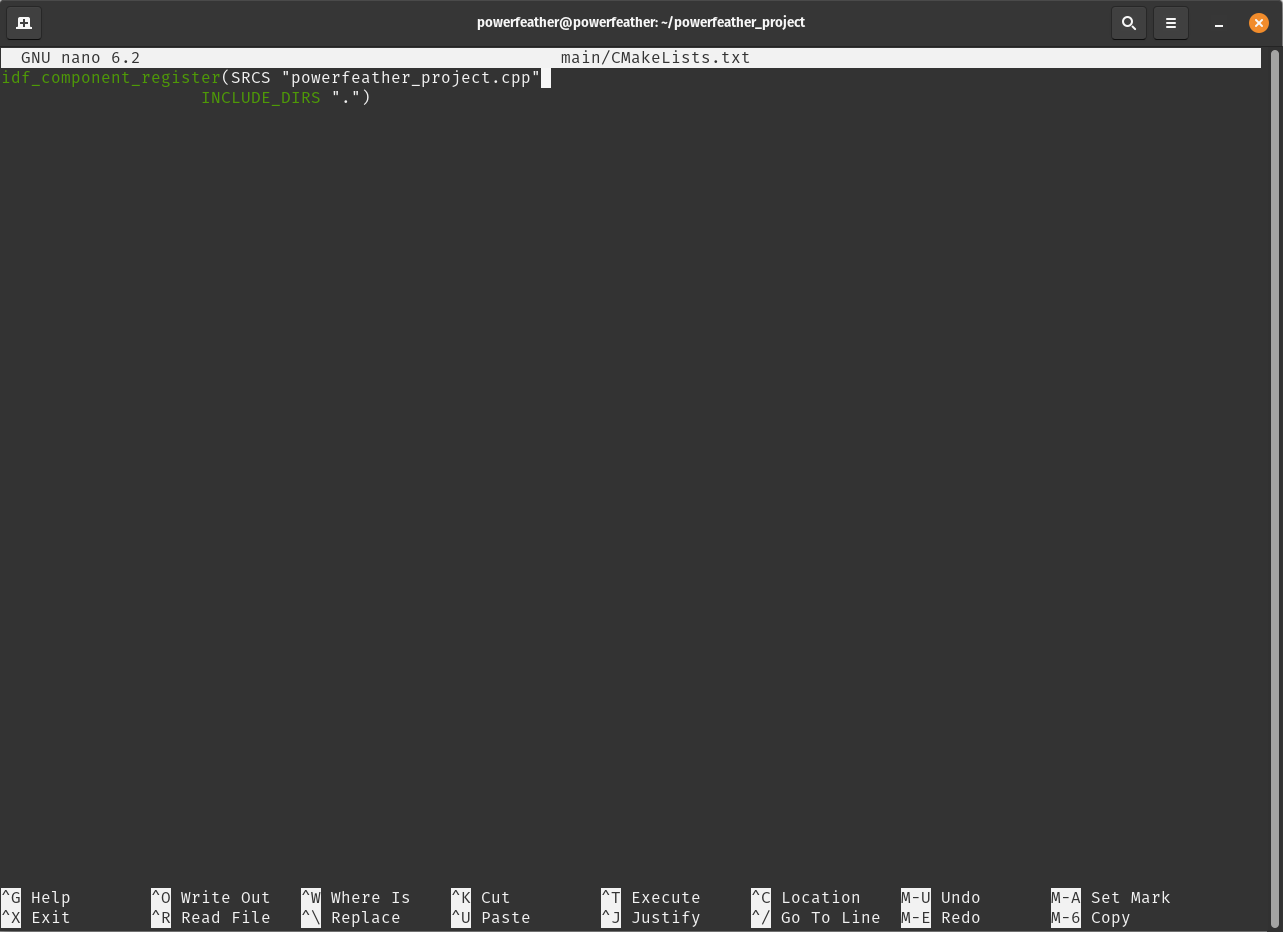 powerfeather@powerfeather: ~/powerfeather_project
GNU nano 6.2 main/CMakeLists.txt
idf_component_register(SRCS "powerfeather_project.cpp"
                    INCLUDE_DIRS ".")
^G Help ^O Write Out ^W Where Is ^K Cut ^T Execute ^C Location M-U Undo M-A Set Mark
^X Exit ^R Read File ^\ Replace ^U Paste ^J Justify ^/ Go To Line M-E Redo M-6 Copy